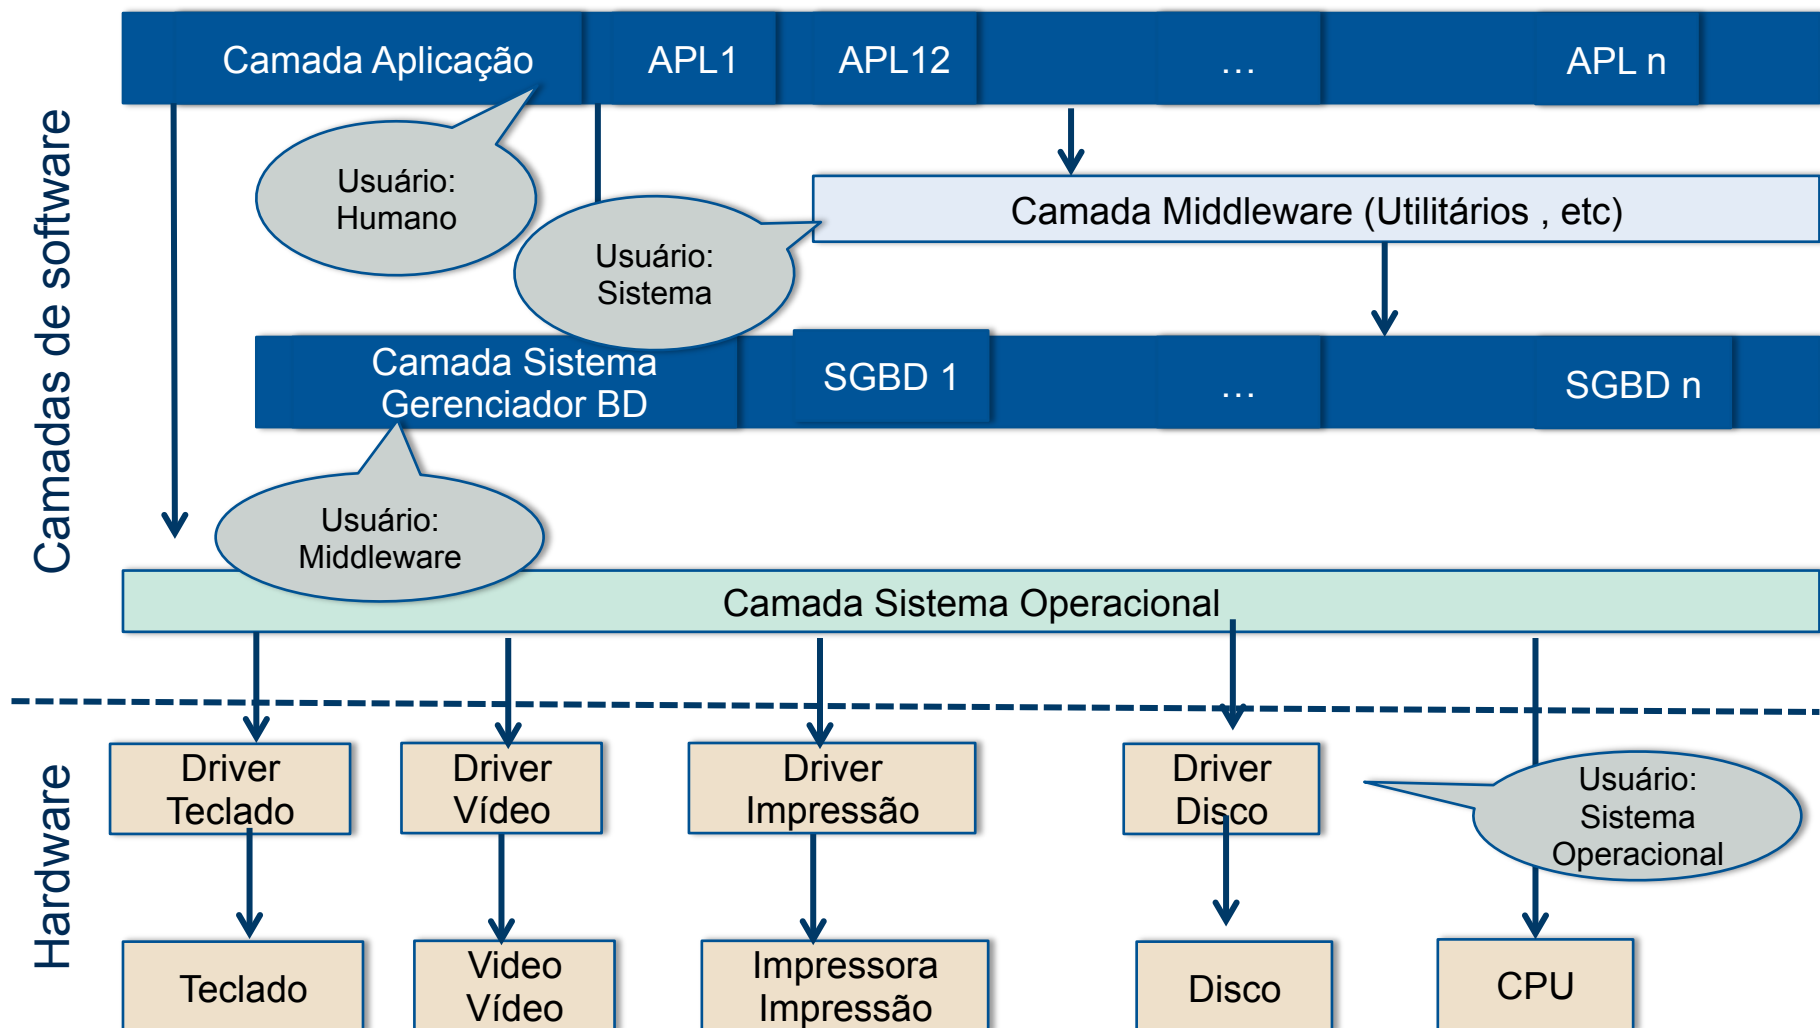 Camadas de software
Camada Aplicação
APL1
APL12
...
APL n
Usuário:
Humano
Camada Middleware (Utilitários , etc)
Usuário:
Sistema
Camada Sistema
Gerenciador BD
SGBD 1
...
SGBD n
Usuário:
Middleware
Camada Sistema Operacional
Hardware
Driver
Teclado
Driver
Vídeo
Driver
Impressão
Driver
Disco
Usuário:
Sistema
Operacional
Teclado
Video
Vídeo
Impressora
Impressão
Disco
CPU